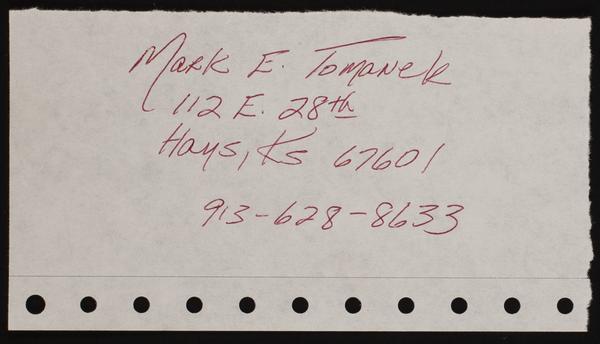 Mark E. Tomanek
112 E. 28th
Hays, Ks 67601
913-628-8633